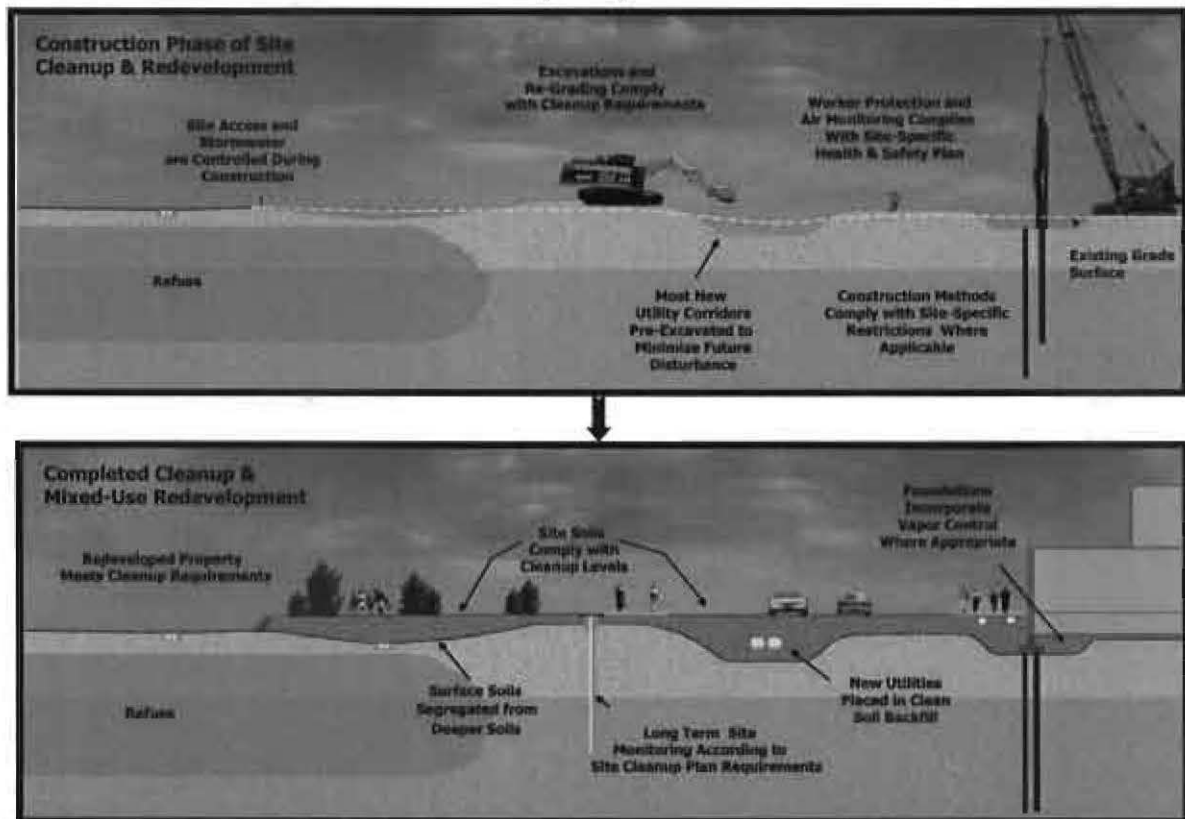 Construction Phase of Site
Cleanup & Redevelopment
Excavations and
Re-Grading Comply
with Cleanup Requirements
Worker Protection and
Air Monitoring Complies
With Site-Specific
Health & Safety Plan
Site Access and
Stormwater
are Controlled During
Construction
Refuse
Most New
Utility Corridors
Pre-Excavated to
Minimize Future
Disturbance
Construction Methods
Comply with Site-Specific
Restrictions Where
Applicable
Existing Grade
Surface
Completed Cleanup &
Mixed-Use Redevelopment
Redeveloped Property
Meets Cleanup Requirements
Site Soils
Comply with
Cleanup Levels
Foundations
Incorporate
Vapor Control
Where Appropriate
Refuse
Surface Soils
Segregated from
Deeper Soils
Long Term Site
Monitoring According to
Site Cleanup Plan Requirements
New Utilities
Placed in Clean
Soil Backfill